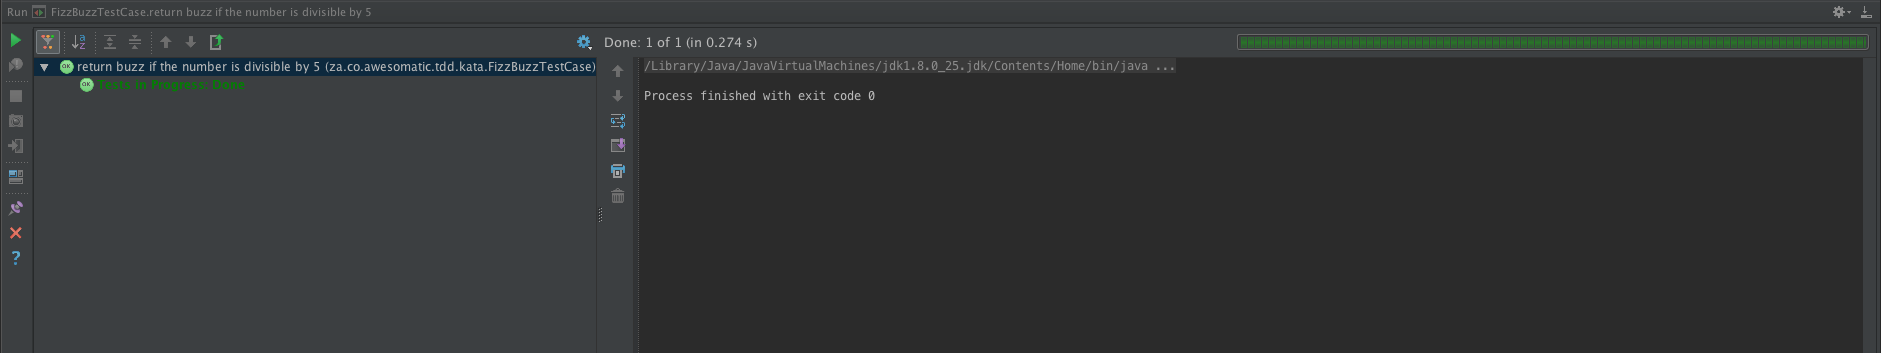 Run FizzBuzzTestCase.return buzz if the number is divisible by 5
Done: 1 of 1 (in 0.274 s)
OK return buzz if the number is divisible by 5 (za.co.awesomatic.tdd.kata.FizzBuzzTestCase)
OK Tests in Progress: Done
/Library/Java/JavaVirtualMachines/jdk1.8.0_25.jdk/Contents/Home/bin/java ...
Process finished with exit code 0